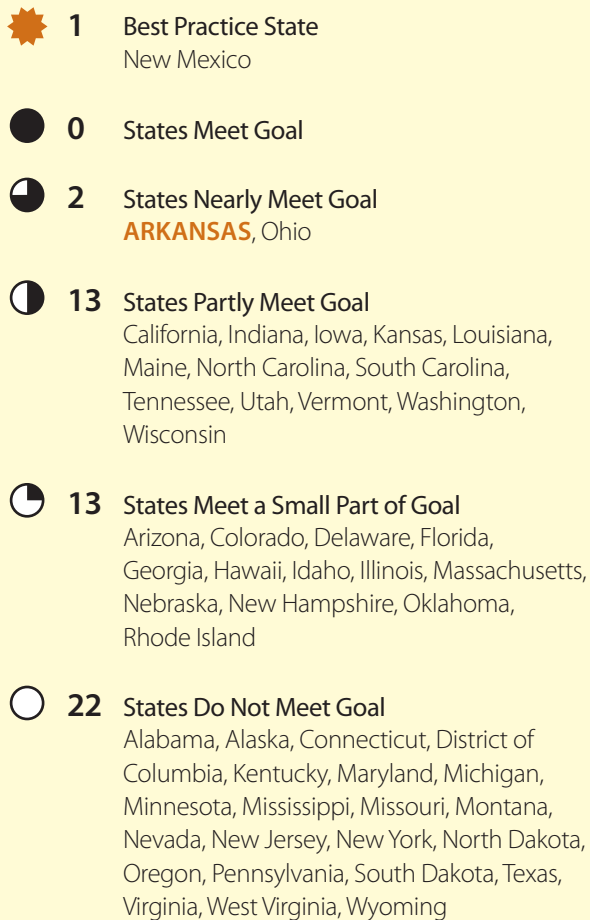 1 Best Practice State
New Mexico
0 States Meet Goal
2 States Nearly Meet Goal
ARKANSAS, Ohio
13 States Partly Meet Goal
California, Indiana, Iowa, Kansas, Louisiana,
Maine, North Carolina, South Carolina,
Tennessee, Utah, Vermont, Washington,
Wisconsin
13 States Meet a Small Part of Goal
Arizona, Colorado, Delaware, Florida,
Georgia, Hawaii, Idaho, Illinois, Massachusetts,
Nebraska, New Hampshire, Oklahoma,
Rhode Island
22 States Do Not Meet Goal
Alabama, Alaska, Connecticut, District of
Columbia, Kentucky, Maryland, Michigan,
Minnesota, Mississippi, Missouri, Montana,
Nevada, New Jersey, New York, North Dakota,
Oregon, Pennsylvania, South Dakota, Texas,
Virginia, West Virginia, Wyoming